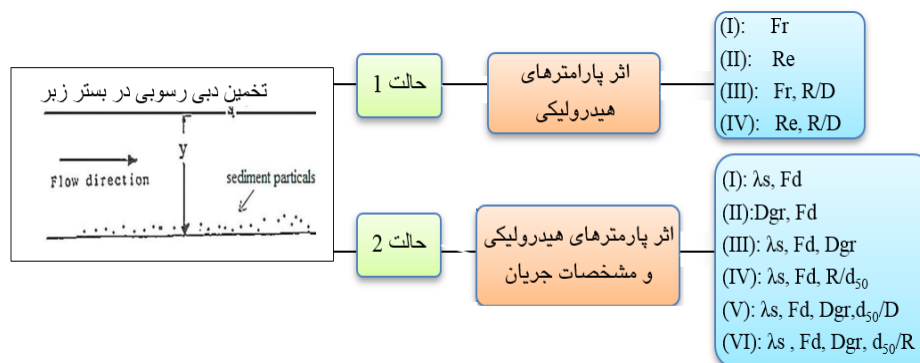 تخمین دبی رسوبی در بستر زبر
y
Flow direction
sediment particals
حالت 1
اثر پارامترهای
هیدرولیکی
(I): Fr
(II): Re
(III): Fr, R/D
(IV): Re, R/D
حالت 2
اثر پارمترهای هیدرولیکی
و مشخصات جریان
(I): λs, Fd
(II):Dgr, Fd
(III): λs, Fd, Dgr
(IV): λs, Fd, R/d₅₀
(V): λs, Fd, Dgr,d₅₀/D
(VI): λs , Fd, Dgr, d₅₀/R